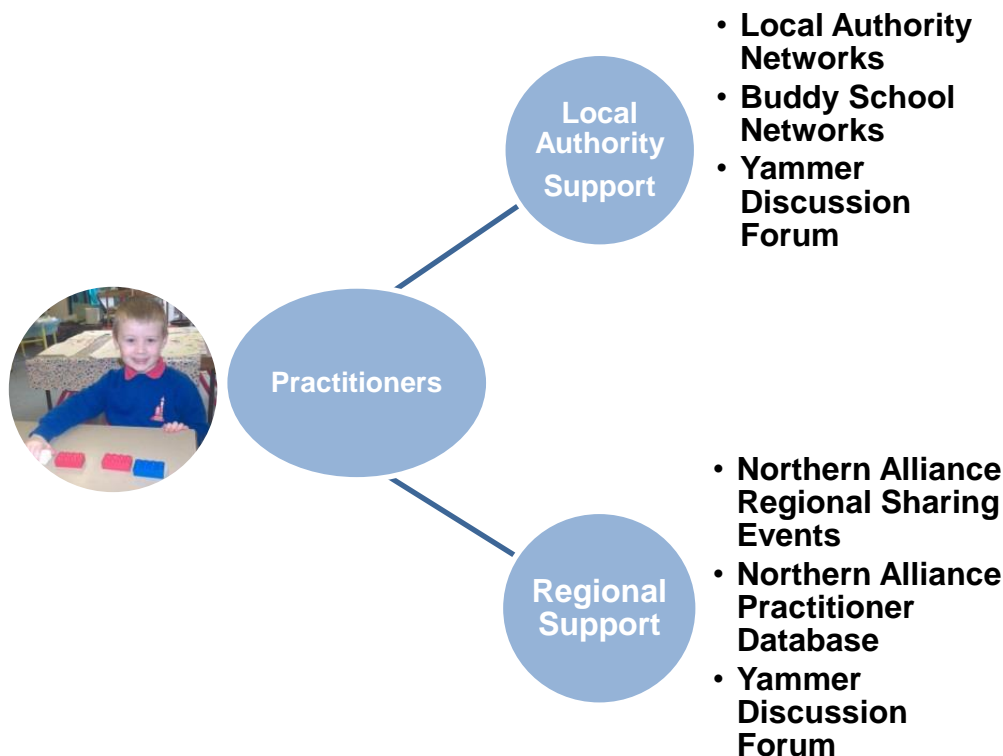 • Local Authority
Networks
• Buddy School
Networks
• Yammer
Discussion
Forum
Local
Authority
Support
Practitioners
Regional
Support
• Northern Alliance
Regional Sharing
Events
• Northern Alliance
Practitioner
Database
• Yammer
Discussion
Forum